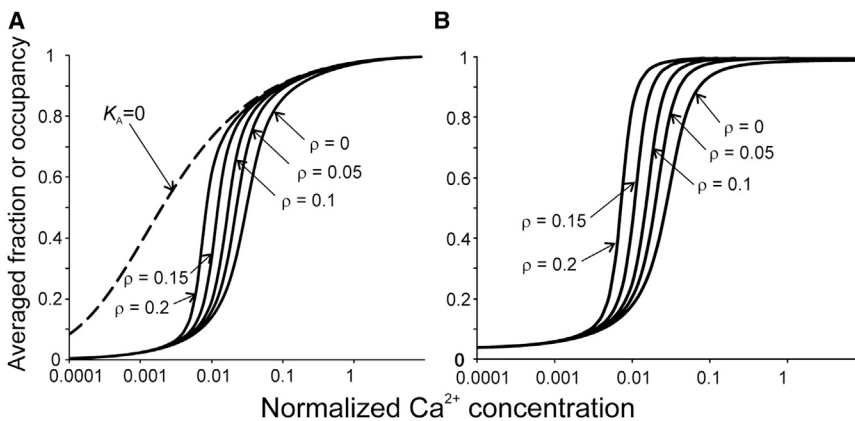 A
B
Averaged fraction or occupancy
1
0.8
0.6
0.4
0.2
0
K_A=0
ρ = 0
ρ = 0.05
ρ = 0.1
ρ = 0.15
ρ = 0.2
0.0001
0.001
0.01
0.1
1
1
0.8
0.6
0.4
0.2
0
ρ = 0
ρ = 0.05
ρ = 0.1
ρ = 0.15
ρ = 0.2
0.0001
0.001
0.01
0.1
1
Normalized Ca²⁺ concentration